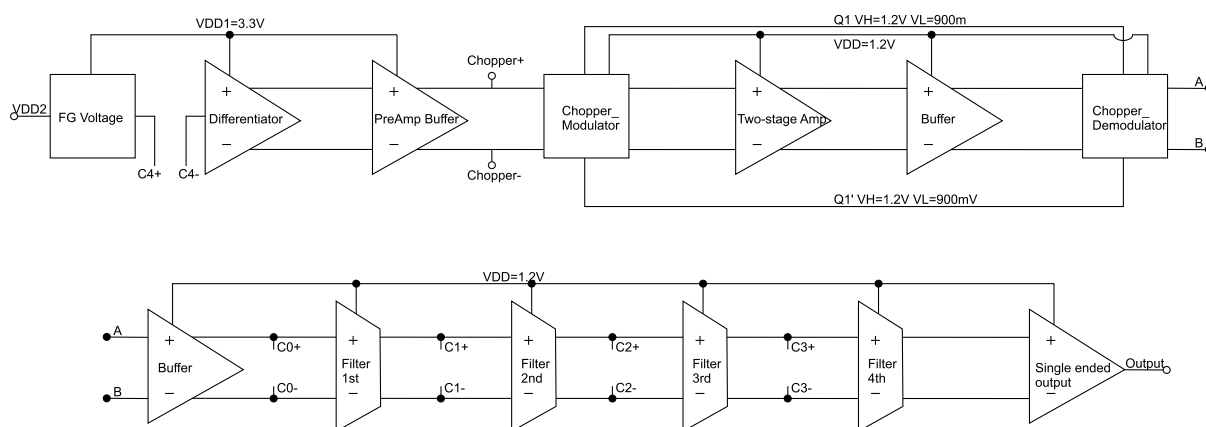 Q1 VH=1.2V VL=900m
VDD1=3.3V
VDD=1.2V
Chopper+
VDD2
FG Voltage
+
Differentiator
−
+
PreAmp Buffer
−
Chopper_
Modulator
+
Two-stage Amp
−
+
Buffer
−
Chopper_
Demodulator
A
B
C4+
C4-
Chopper-
Q1' VH=1.2V VL=900mV
VDD=1.2V
A
B
+
Buffer
−
C0+
C0-
+
Filter
1st
−
C1+
C1-
+
Filter
2nd
−
C2+
C2-
+
Filter
3rd
−
C3+
C3-
+
Filter
4th
−
+
Single ended
output
−
Output